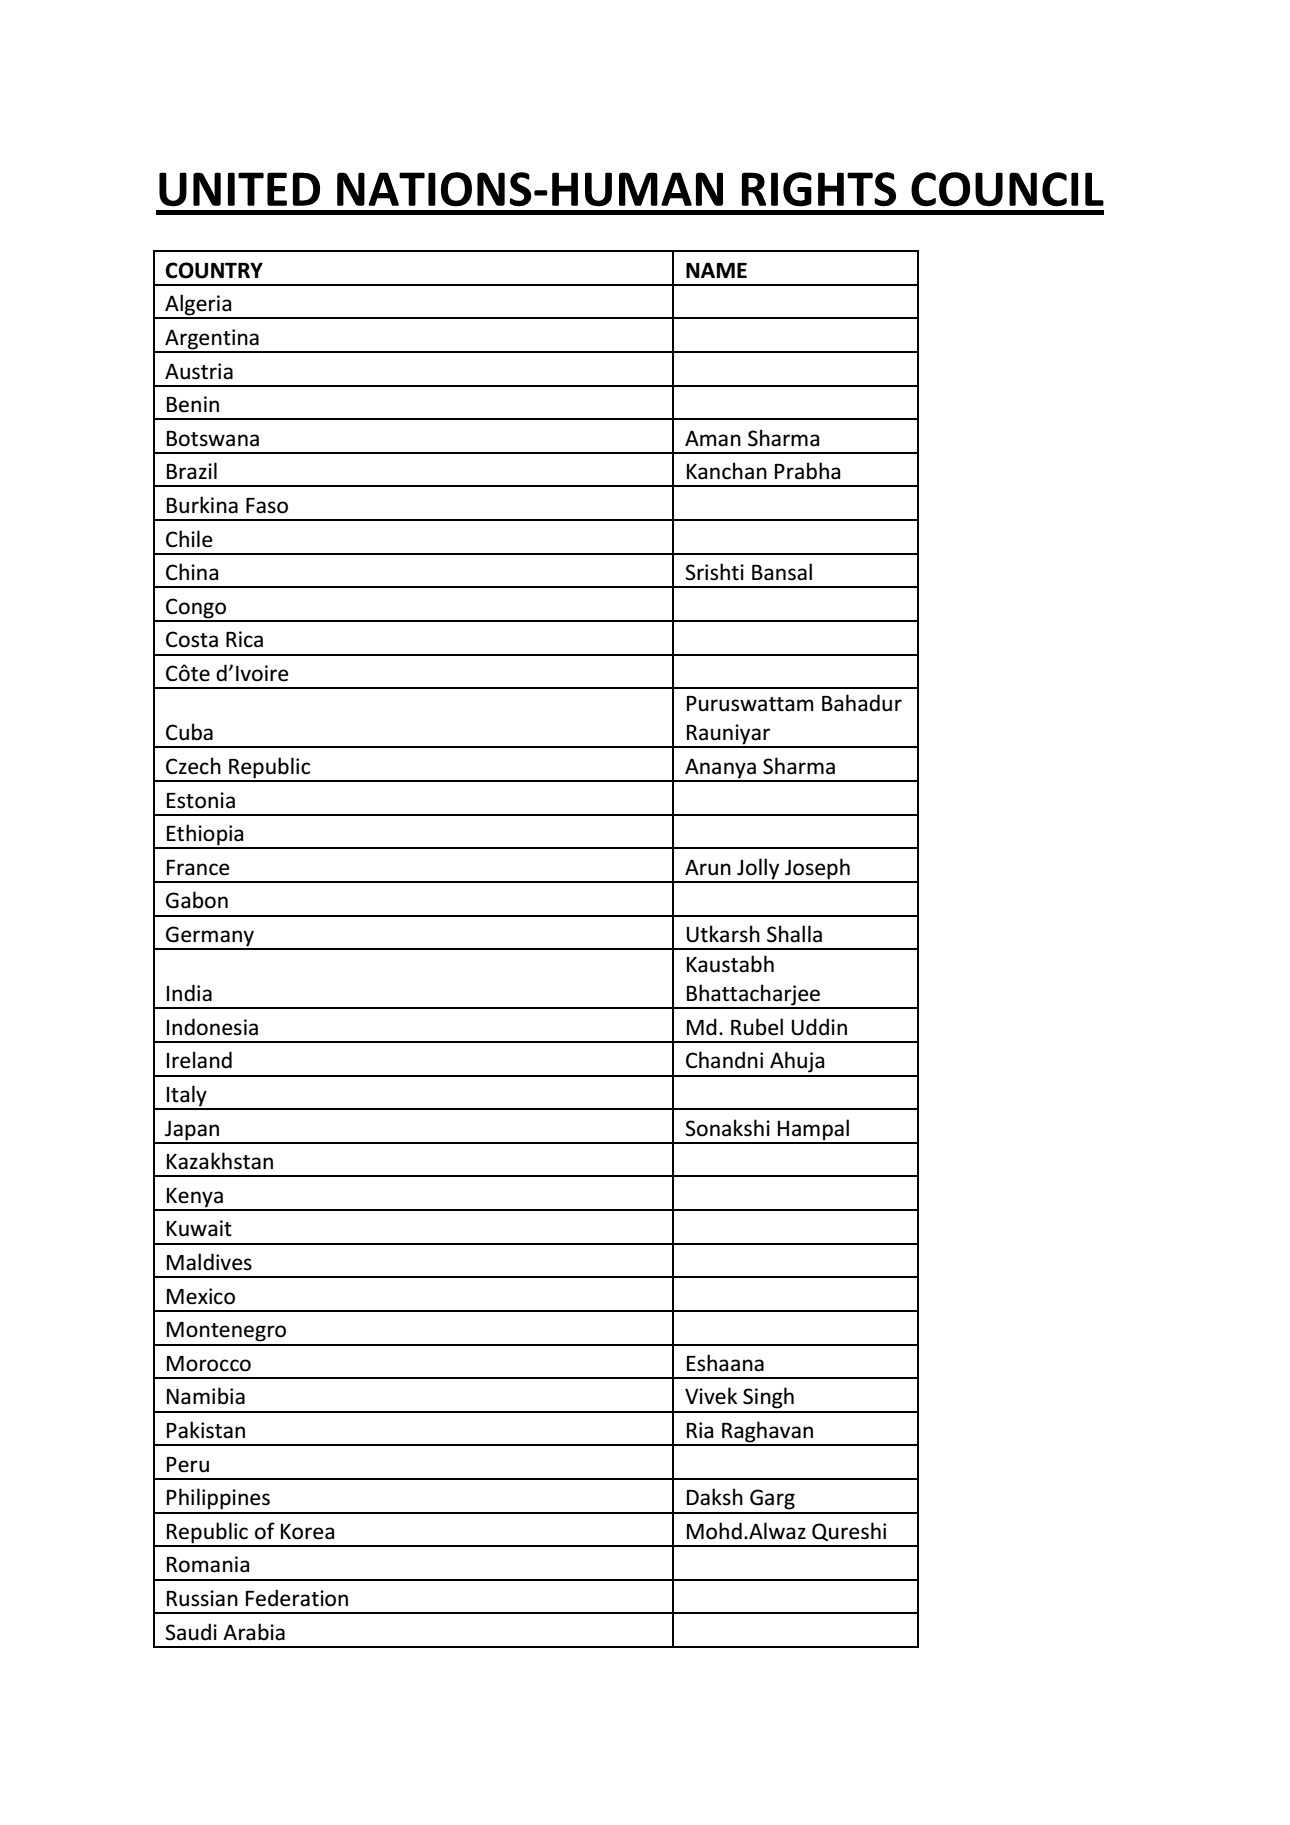 UNITED NATIONS-HUMAN RIGHTS COUNCIL
COUNTRY NAME
Algeria
Argentina
Austria
Benin
Botswana Aman Sharma
Brazil Kanchan Prabha
Burkina Faso
Chile
China Srishti Bansal
Congo
Costa Rica
Côte d’Ivoire
Cuba Puruswattam Bahadur
Rauniyar
Czech Republic Ananya Sharma
Estonia
Ethiopia
France Arun Jolly Joseph
Gabon
Germany Utkarsh Shalla
India Kaustabh
Bhattacharjee
Indonesia Md. Rubel Uddin
Ireland Chandni Ahuja
Italy
Japan Sonakshi Hampal
Kazakhstan
Kenya
Kuwait
Maldives
Mexico
Montenegro
Morocco Eshaana
Namibia Vivek Singh
Pakistan Ria Raghavan
Peru
Philippines Daksh Garg
Republic of Korea Mohd.Alwaz Qureshi
Romania
Russian Federation
Saudi Arabia